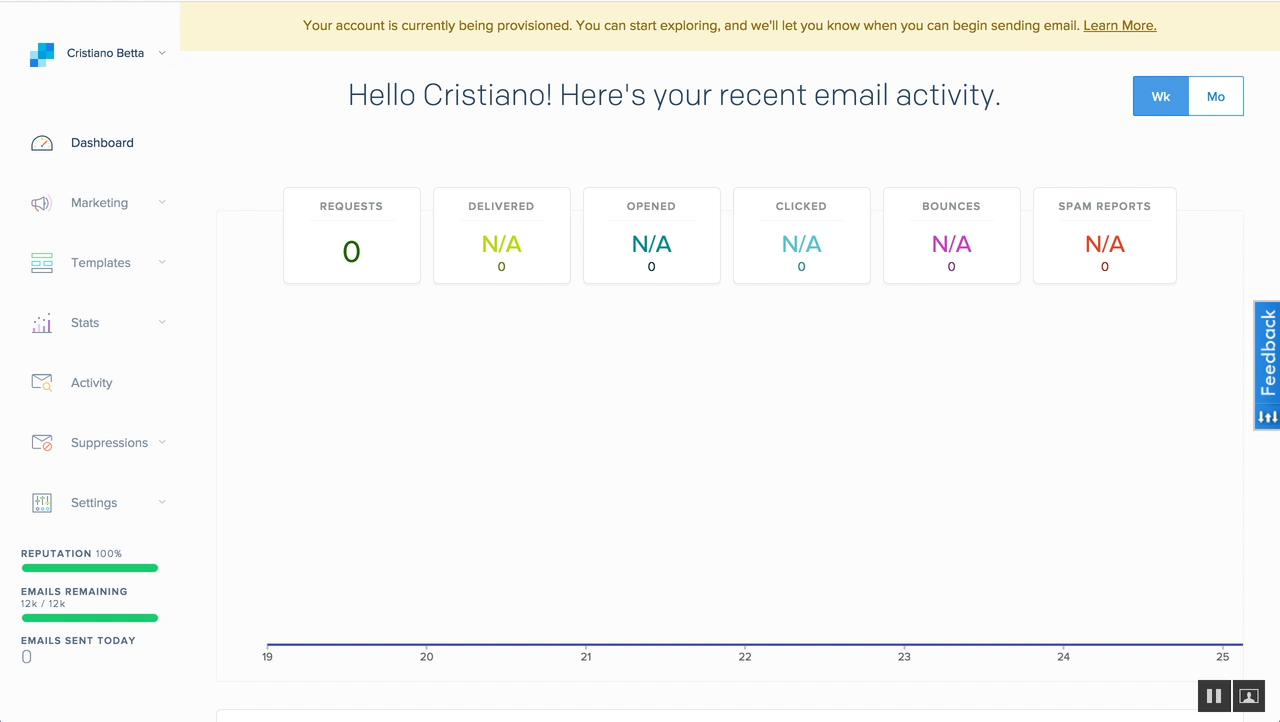 Your account is currently being provisioned. You can start exploring, and we'll let you know when you can begin sending email. Learn More.
Cristiano Betta
Hello Cristiano! Here's your recent email activity.
Wk Mo
Dashboard
Marketing
Templates
Stats
Activity
Suppressions
Settings
REPUTATION 100%
EMAILS REMAINING
12k / 12k
EMAILS SENT TODAY
0
REQUESTS
0
DELIVERED
N/A
0
OPENED
N/A
0
CLICKED
N/A
0
BOUNCES
N/A
0
SPAM REPORTS
N/A
0
19 20 21 22 23 24 25
Feedback